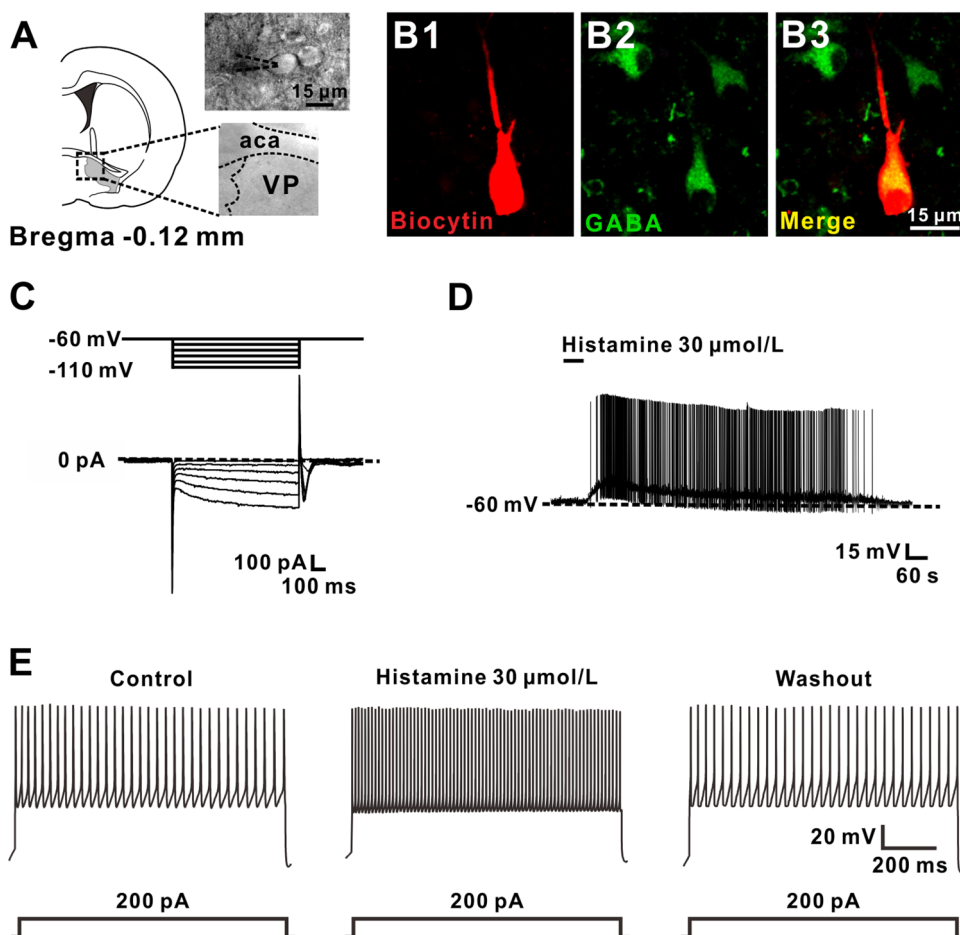 A
15 µm
aca
VP
Bregma -0.12 mm
B1
Biocytin
B2
GABA
B3
Merge
15 µm
C
-60 mV
-110 mV
0 pA
100 pA
100 ms
D
Histamine 30 µmol/L
-60 mV
15 mV
60 s
E
Control
Histamine 30 µmol/L
Washout
20 mV
200 ms
200 pA
200 pA
200 pA